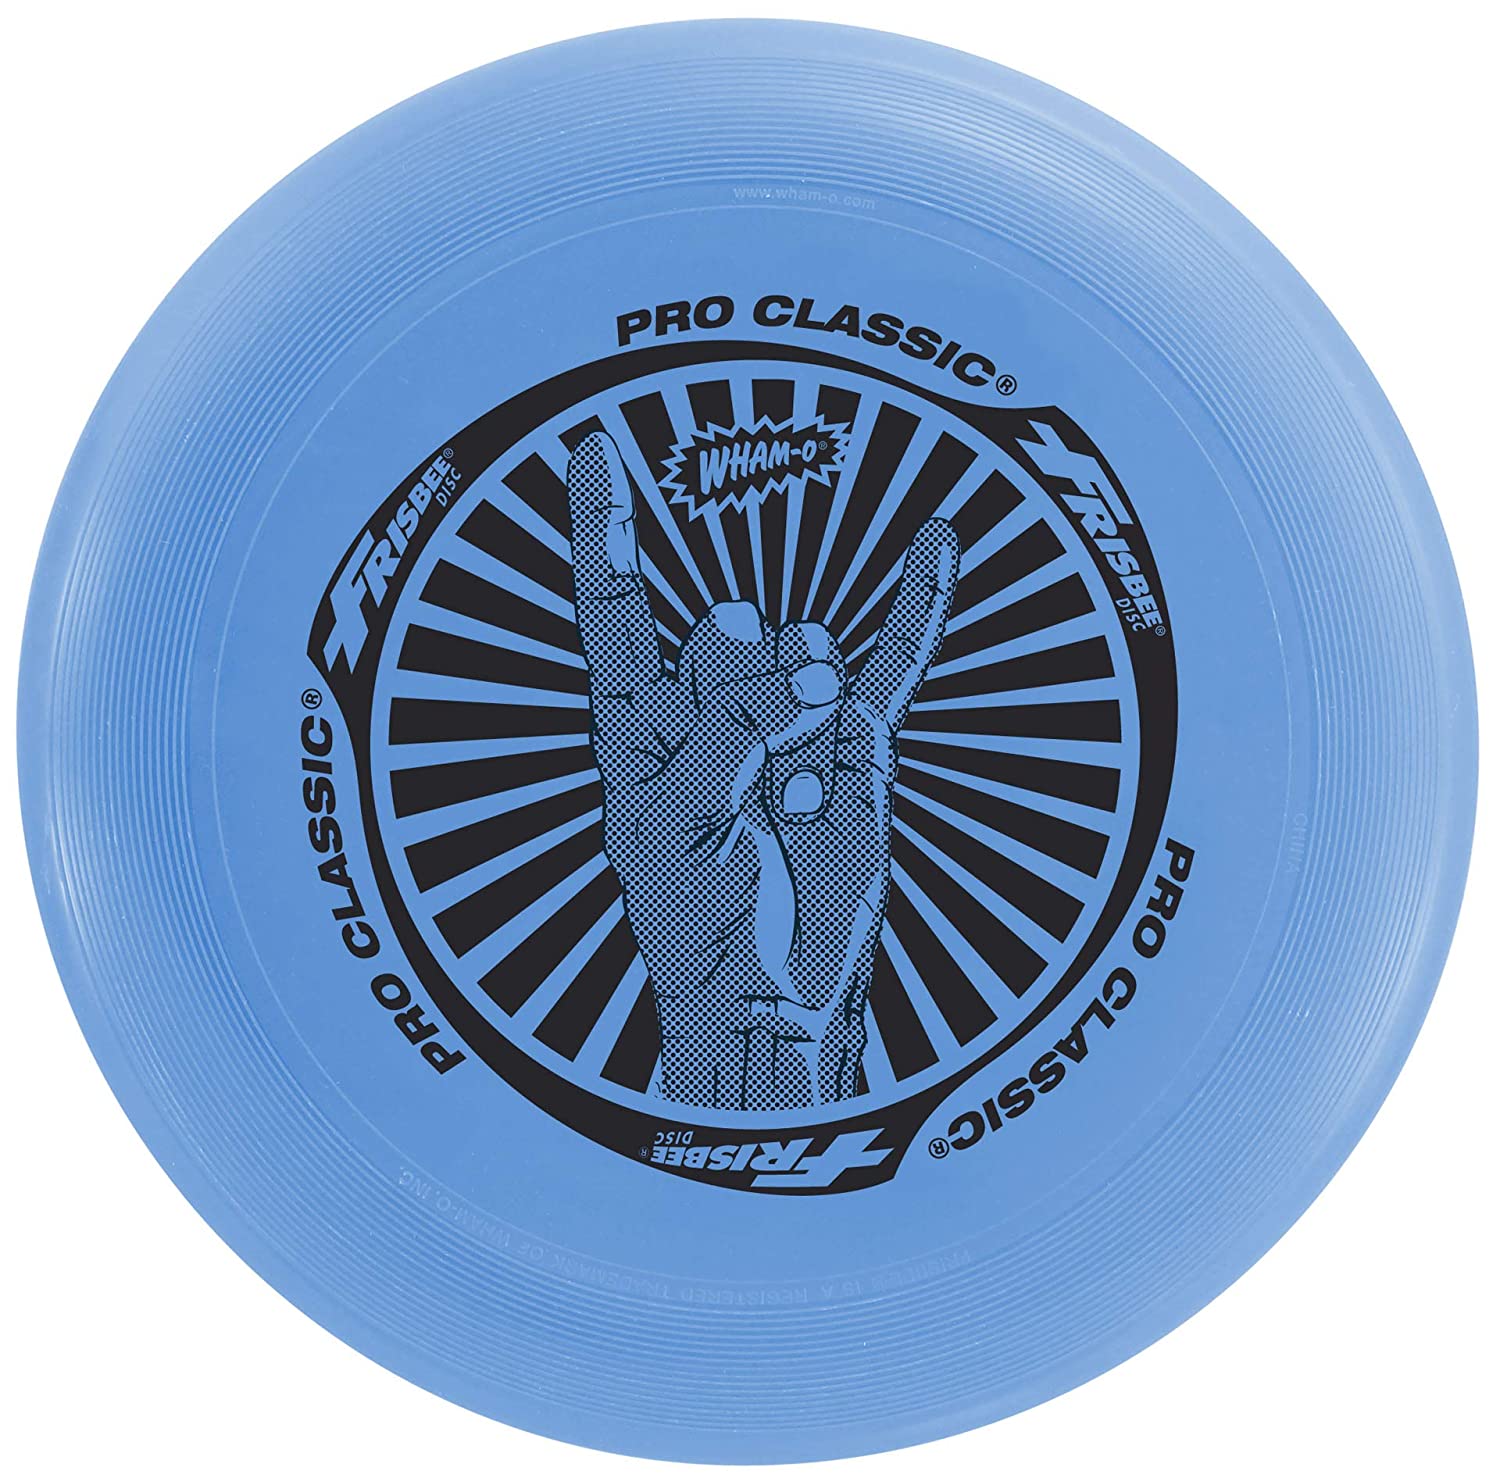 www.wham-o.com
PRO CLASSIC®
WHAM-O®
FRISBEE®
DISC
FRISBEE®
DISC
PRO CLASSIC®
PRO CLASSIC®
FRISBEE®
DISC
CHINA
FRISBEE® IS A REGISTERED TRADEMARK OF WHAM-O, INC.